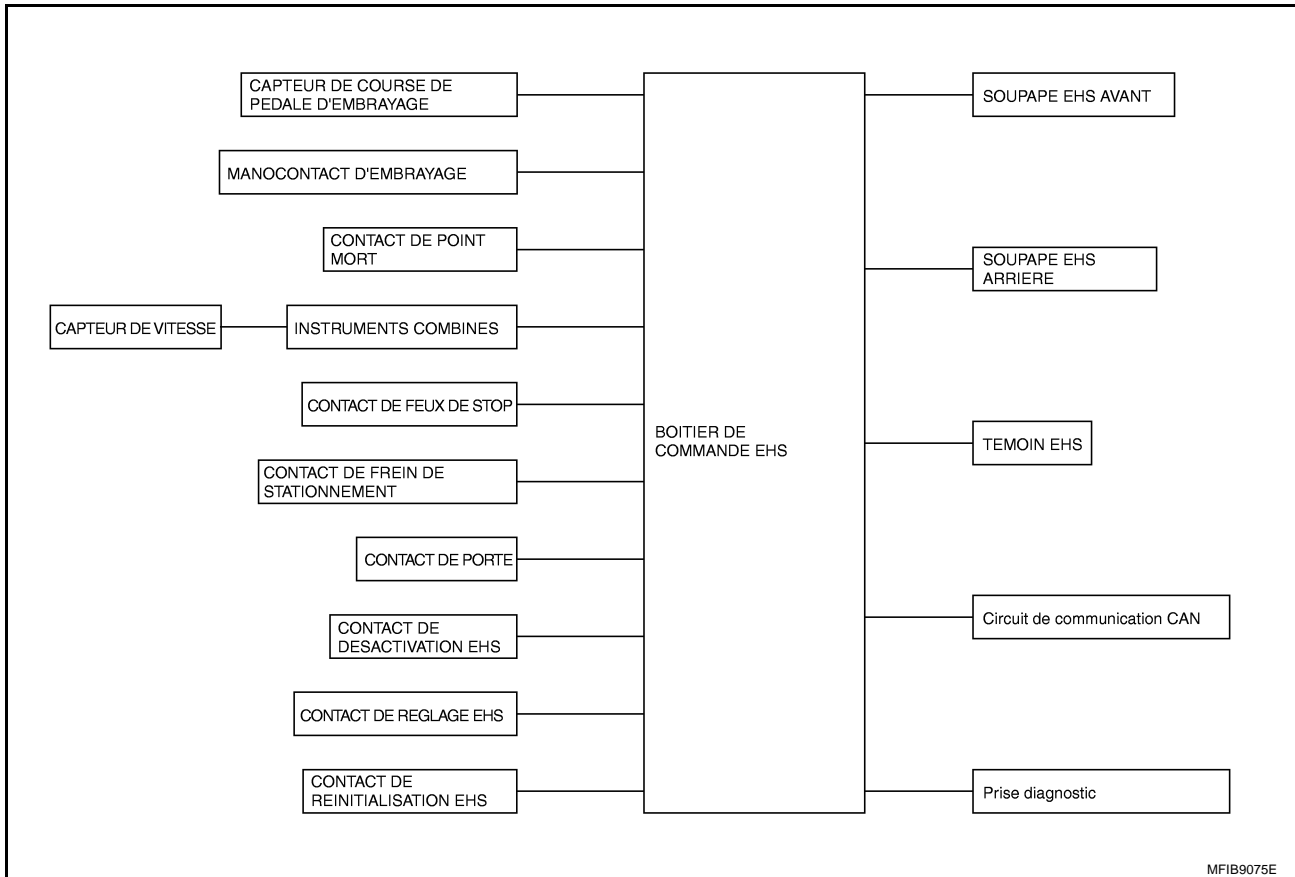 CAPTEUR DE COURSE DE
PEDALE D'EMBRAYAGE
MANOCONTACT D'EMBRAYAGE
CONTACT DE POINT
MORT
CAPTEUR DE VITESSE
INSTRUMENTS COMBINES
CONTACT DE FEUX DE STOP
CONTACT DE FREIN DE
STATIONNEMENT
CONTACT DE PORTE
CONTACT DE
DESACTIVATION EHS
CONTACT DE REGLAGE EHS
CONTACT DE
REINITIALISATION EHS
BOITIER DE
COMMANDE EHS
SOUPAPE EHS AVANT
SOUPAPE EHS
ARRIERE
TEMOIN EHS
Circuit de communication CAN
Prise diagnostic
MFIB9075E